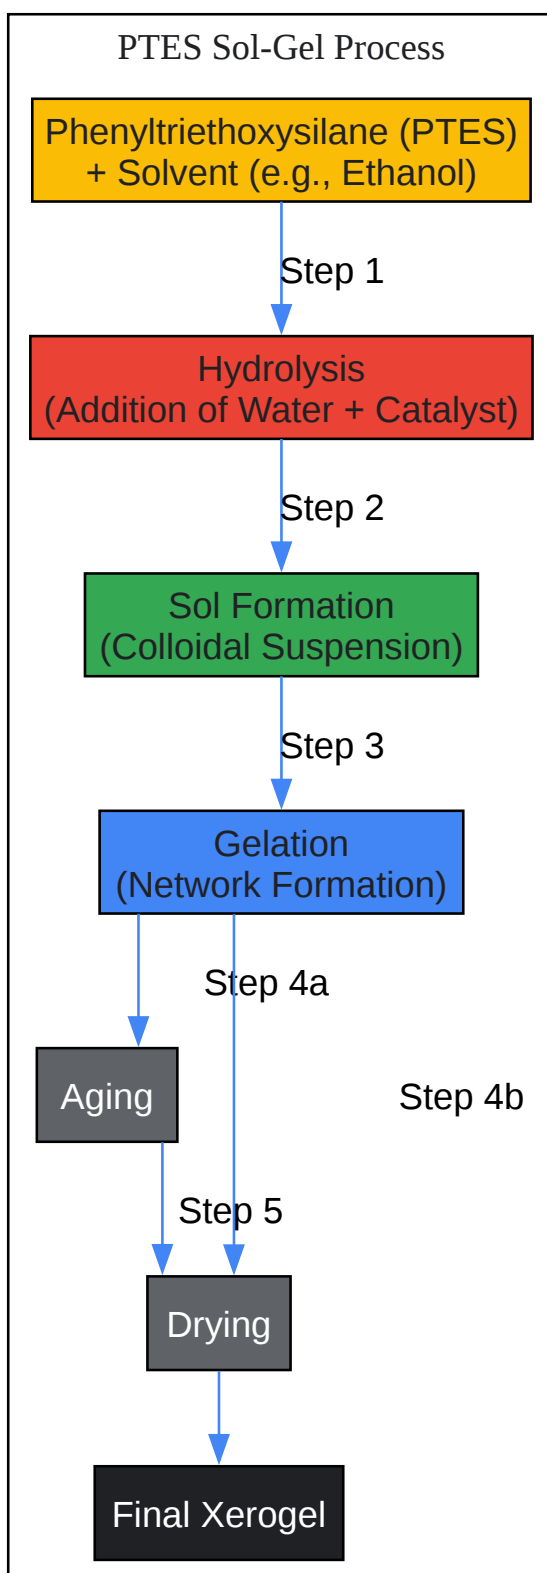 PTES Sol-Gel Process
Phenyltriethoxysilane (PTES)
+ Solvent (e.g., Ethanol)
Step 1
Hydrolysis
(Addition of Water + Catalyst)
Step 2
Sol Formation
(Colloidal Suspension)
Step 3
Gelation
(Network Formation)
Step 4a
Aging
Step 4b
Step 5
Drying
Final Xerogel